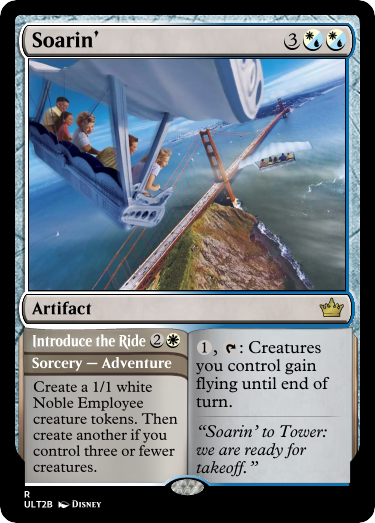 Soarin’ 3
Artifact
Introduce the Ride 2
Sorcery — Adventure
Create a 1/1 white
Noble Employee
creature tokens. Then
create another if you
control three or fewer
creatures.
1, : Creatures
you control gain
flying until end of
turn.
“Soarin’ to Tower:
we are ready for
takeoff.”
R
ULT2B DISNEY